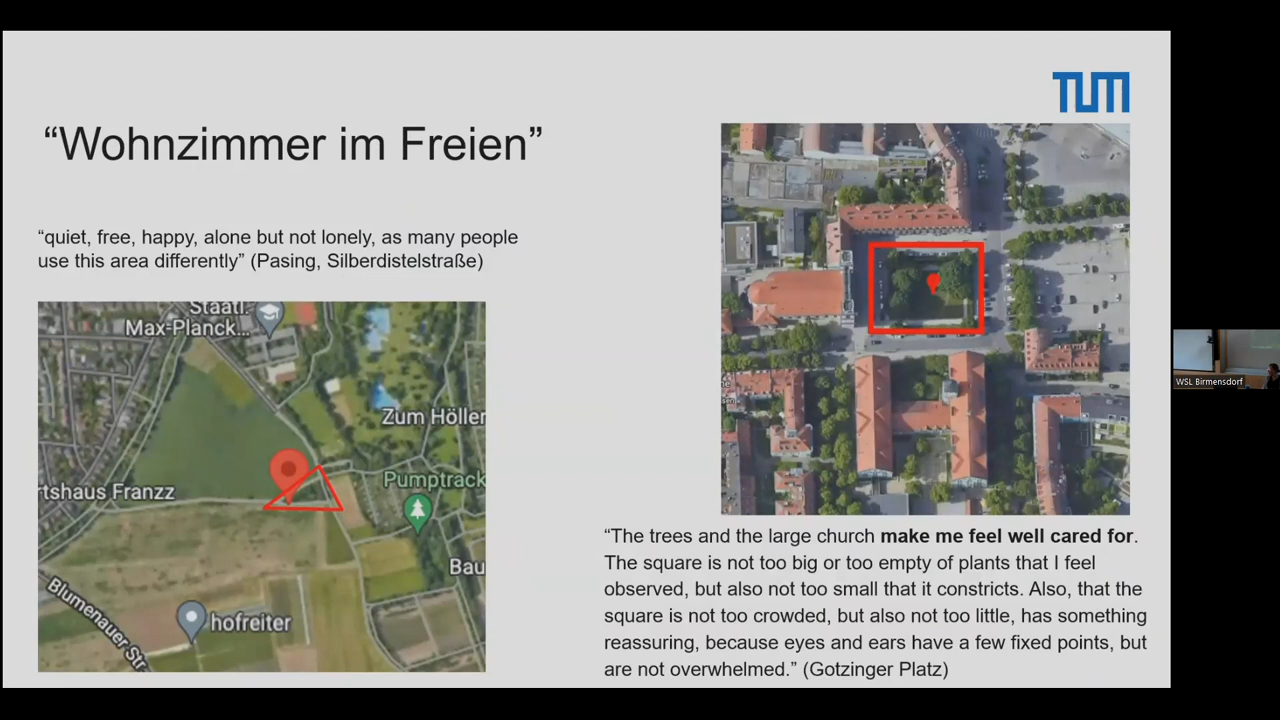 TUM
“Wohnzimmer im Freien”
“quiet, free, happy, alone but not lonely, as many people
use this area differently” (Pasing, Silberdistelstraße)
Staatl.
Max-Planck...
Zum Höller
tshaus Franzz
Pumptrack
Bau
Blumenauer Str
hofreiter
“The trees and the large church make me feel well cared for.
The square is not too big or too empty of plants that I feel
observed, but also not too small that it constricts. Also, that the
square is not too crowded, but also not too little, has something
reassuring, because eyes and ears have a few fixed points, but
are not overwhelmed.” (Gotzinger Platz)
WSL Birmensdorf